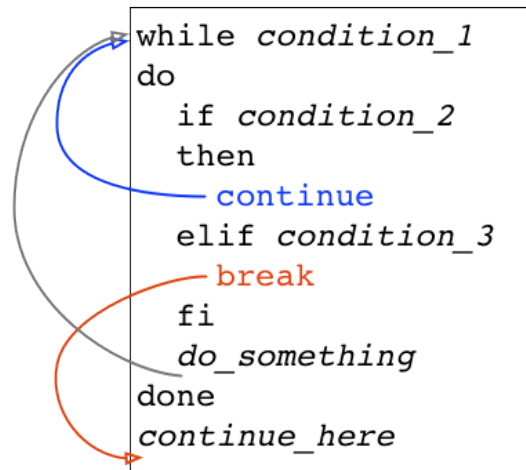 while condition_1
do
if condition_2
then
continue
elif condition_3
break
fi
do_something
done
continue_here